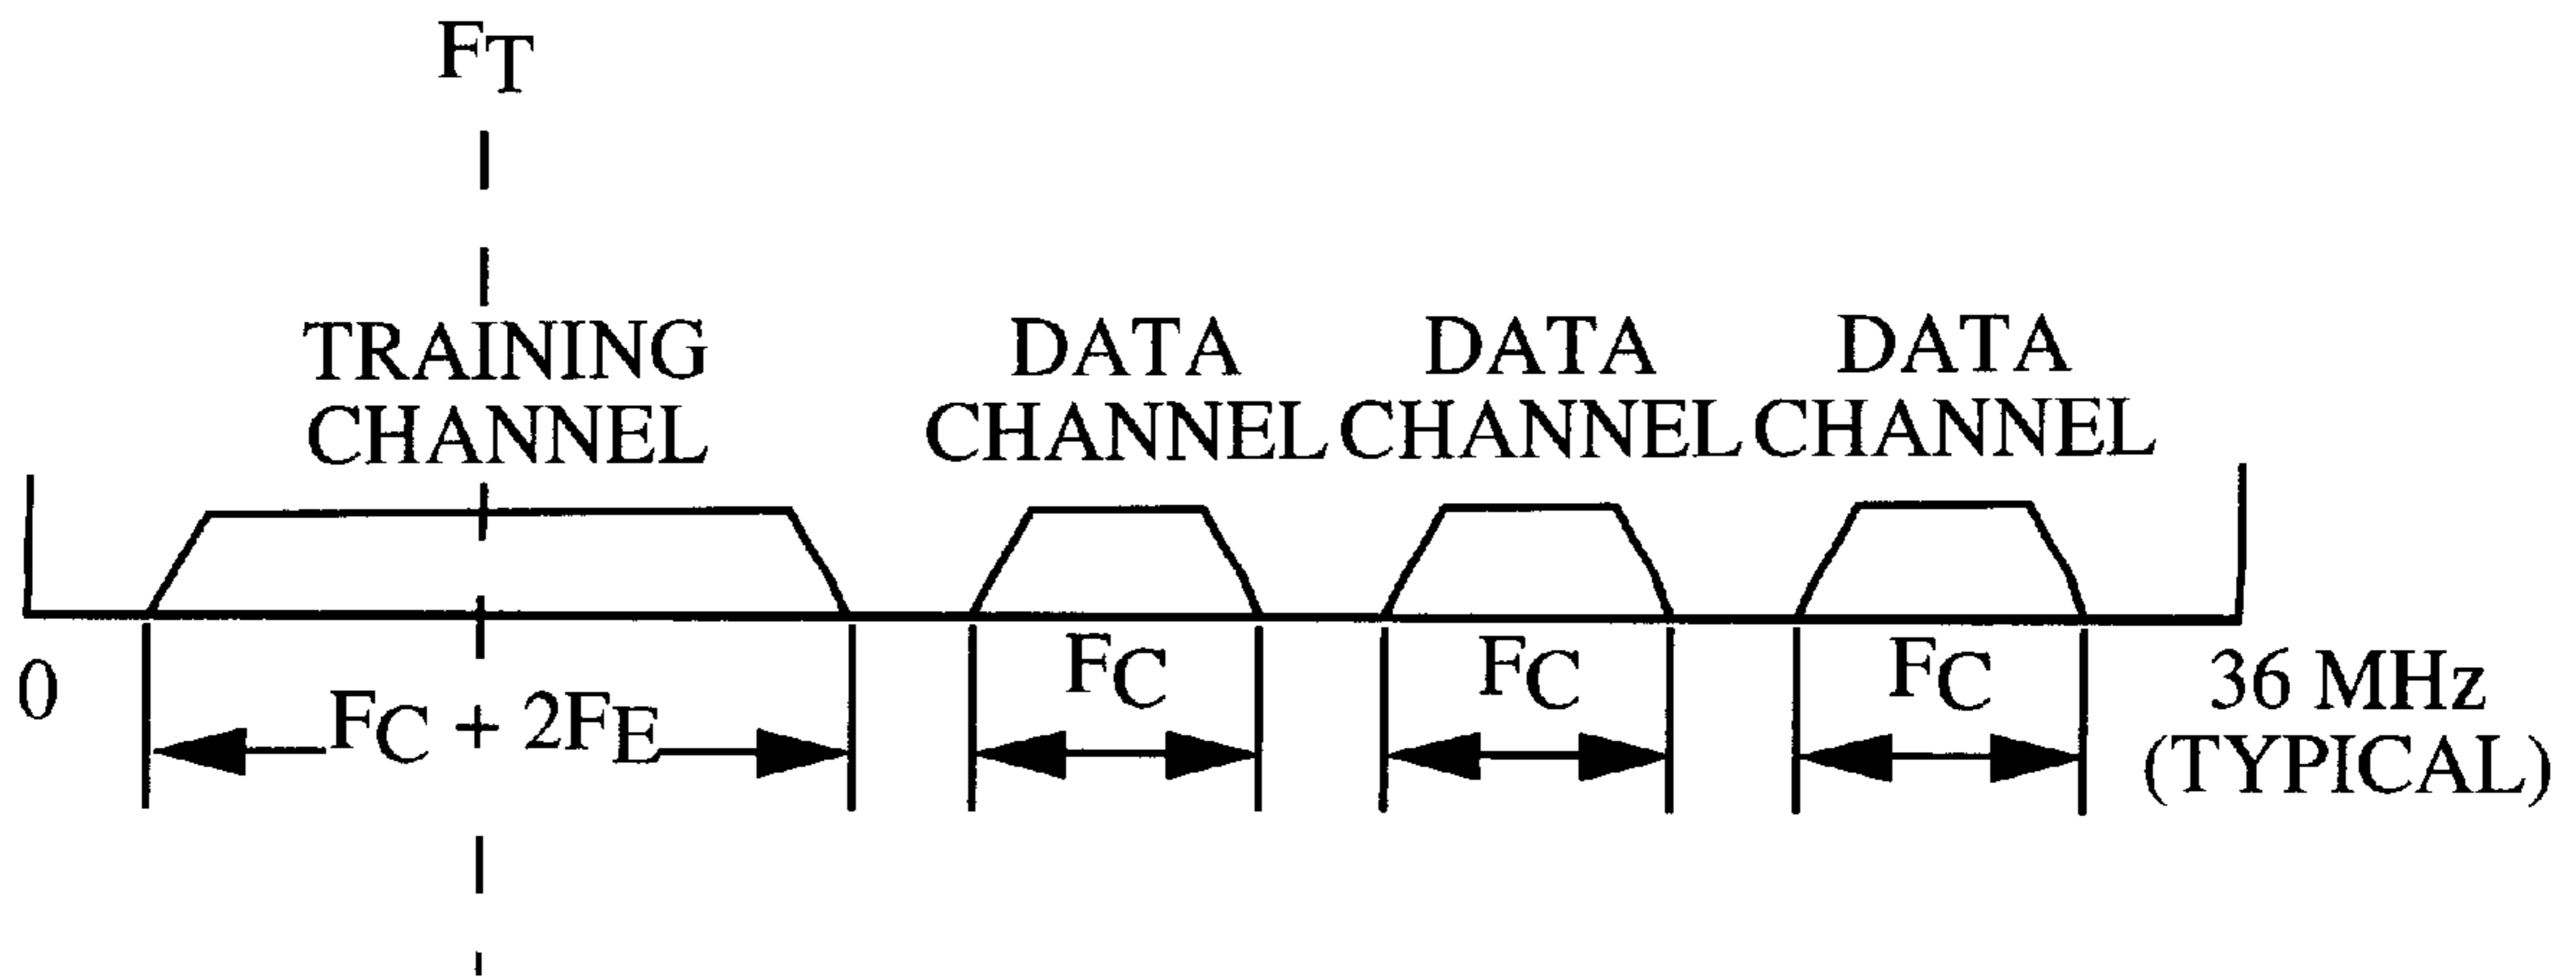 FT
TRAINING CHANNEL
DATA CHANNEL
DATA CHANNEL
DATA CHANNEL
0
FC + 2FE
FC
FC
FC
36 MHz
(TYPICAL)